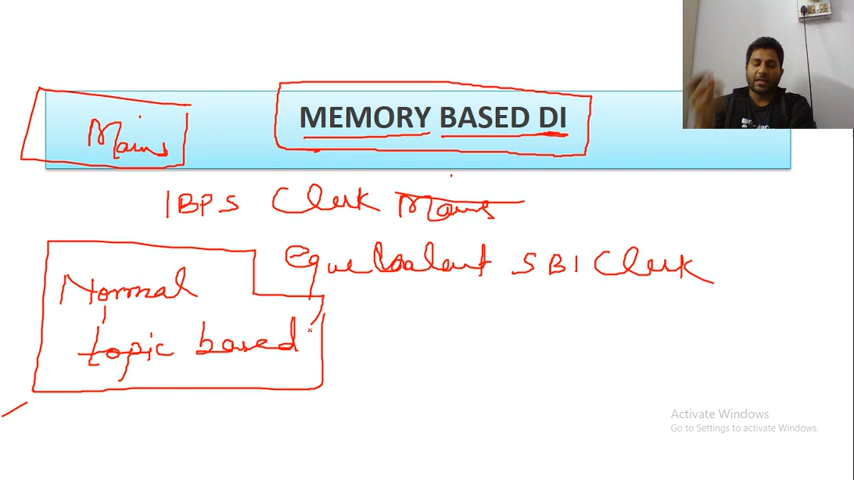 Mains
MEMORY BASED DI
IBPS Clerk Mains
equivalant SBI Clerk
Normal
topic based
Activate Windows
Go to Settings to activate Windows.